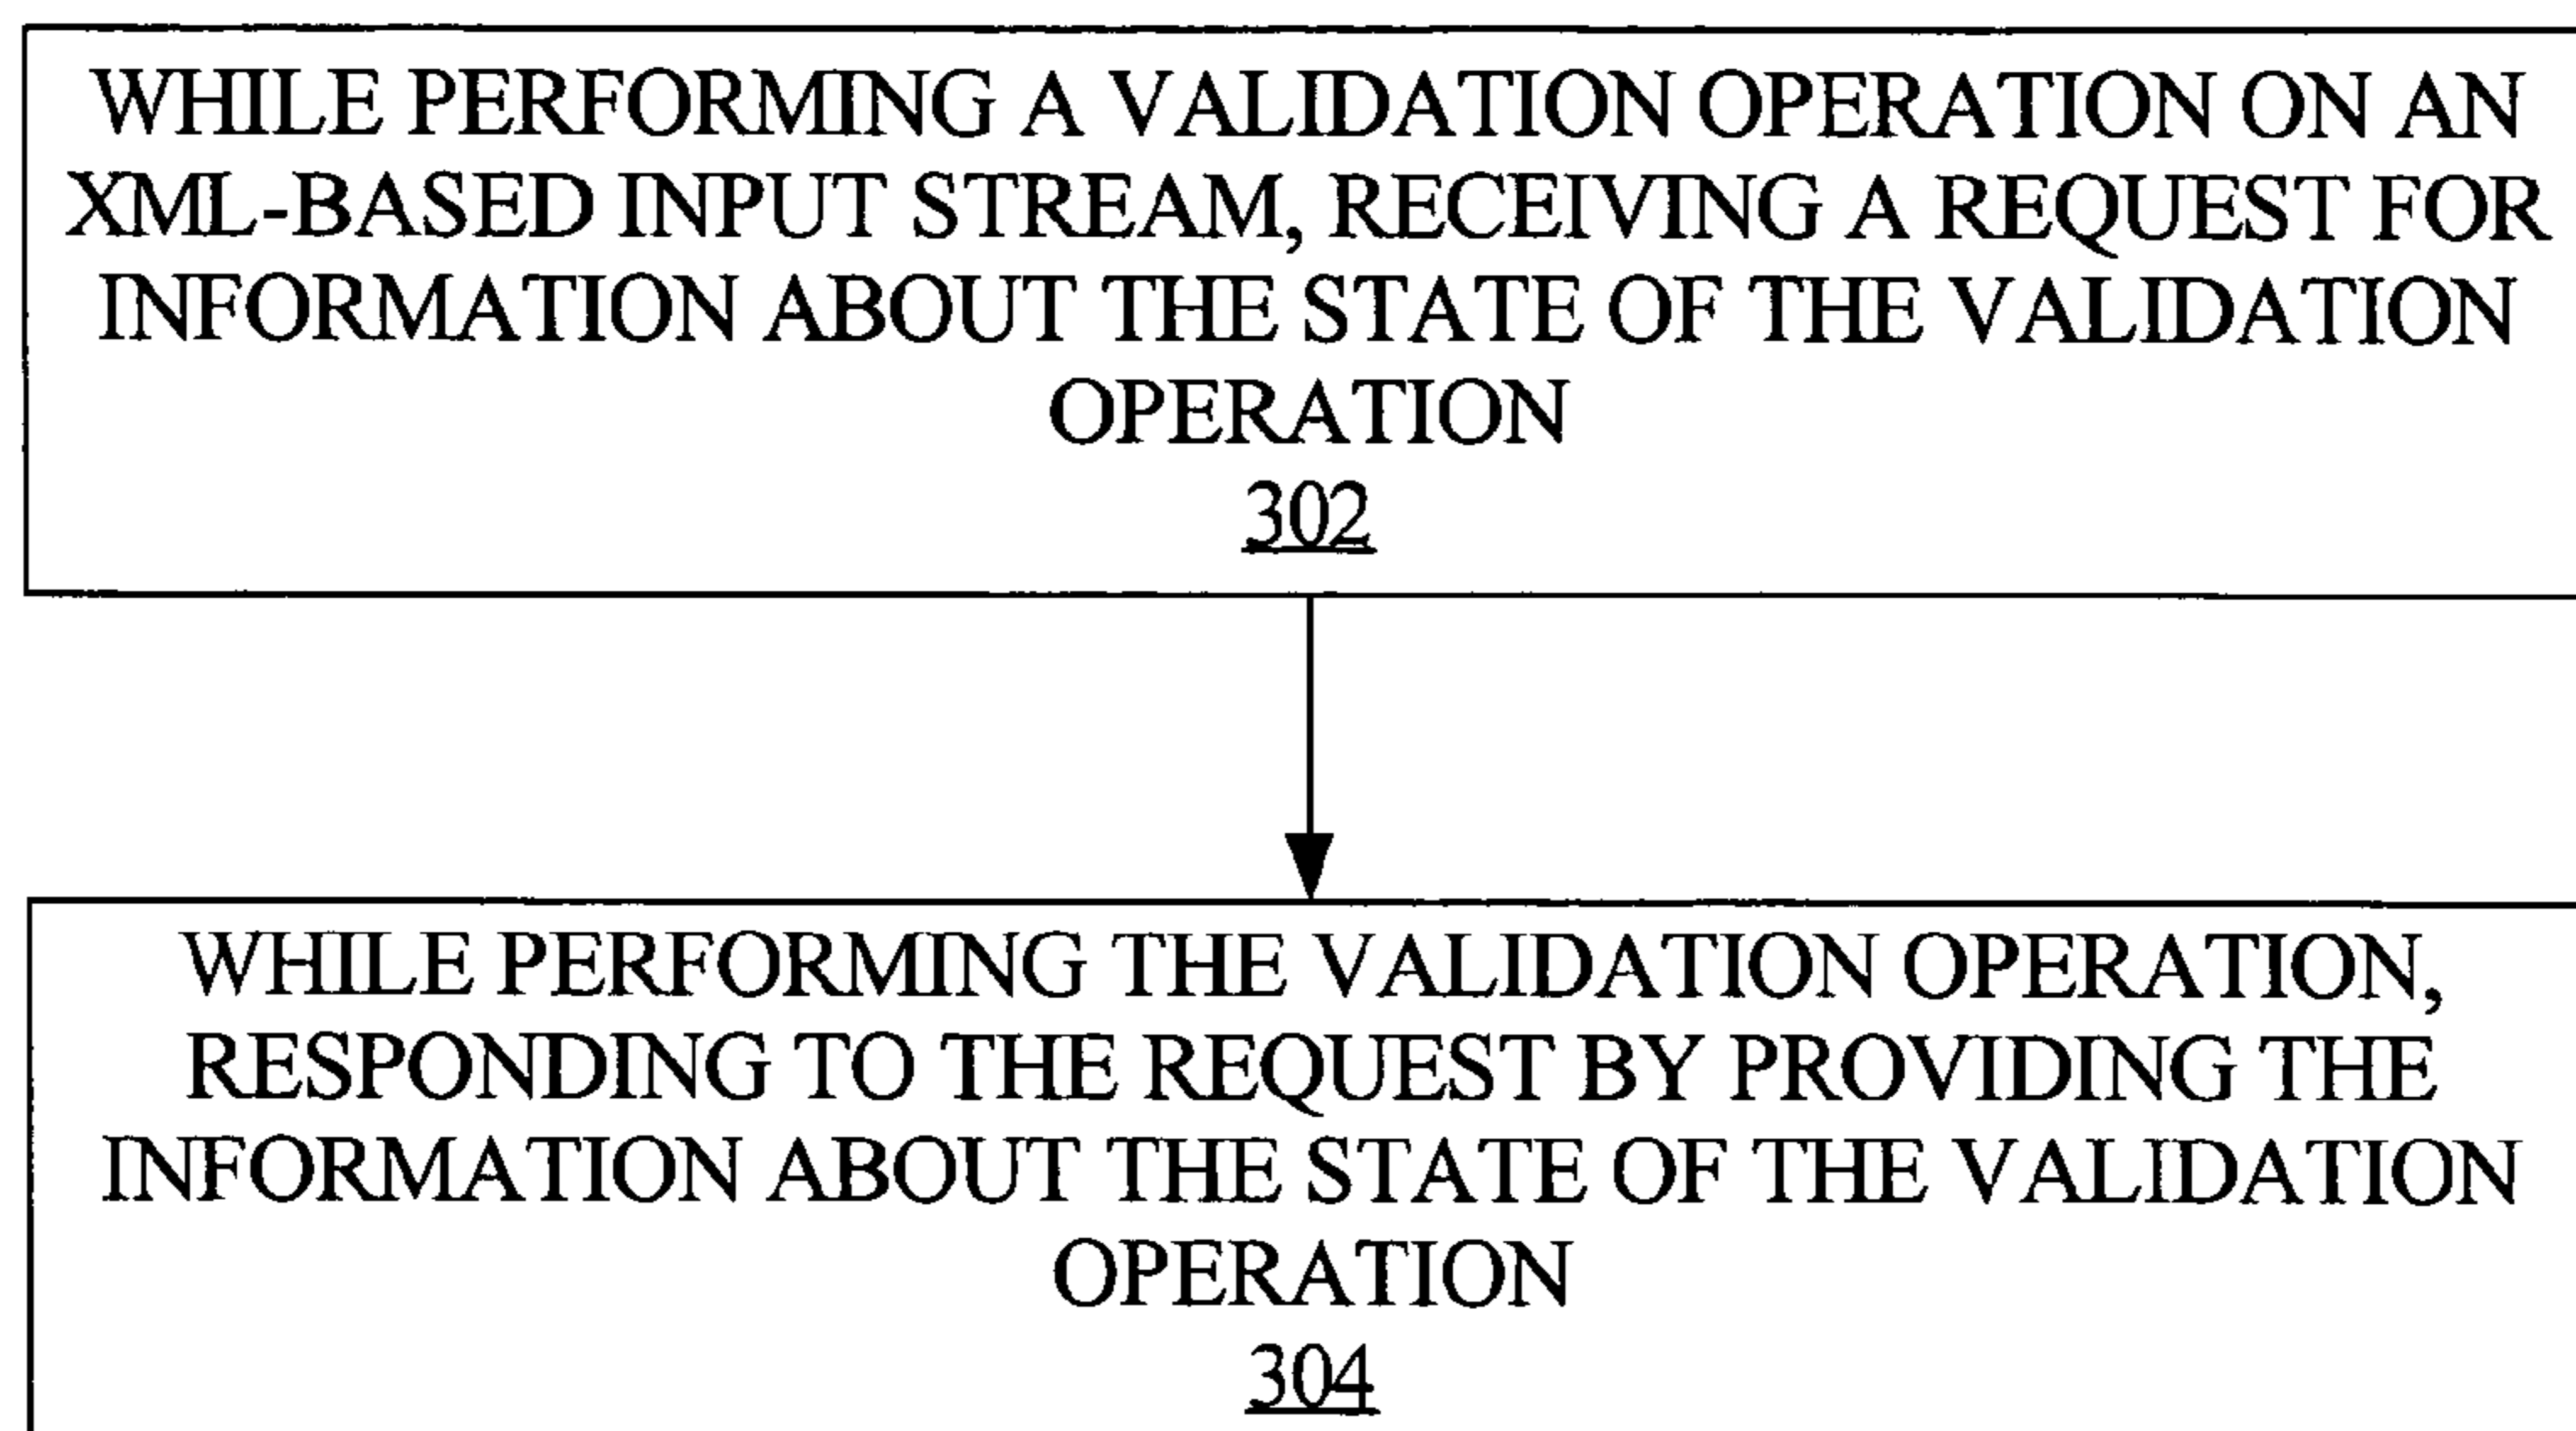 WHILE PERFORMING A VALIDATION OPERATION ON AN
XML-BASED INPUT STREAM, RECEIVING A REQUEST FOR
INFORMATION ABOUT THE STATE OF THE VALIDATION
OPERATION
302
WHILE PERFORMING THE VALIDATION OPERATION,
RESPONDING TO THE REQUEST BY PROVIDING THE
INFORMATION ABOUT THE STATE OF THE VALIDATION
OPERATION
304